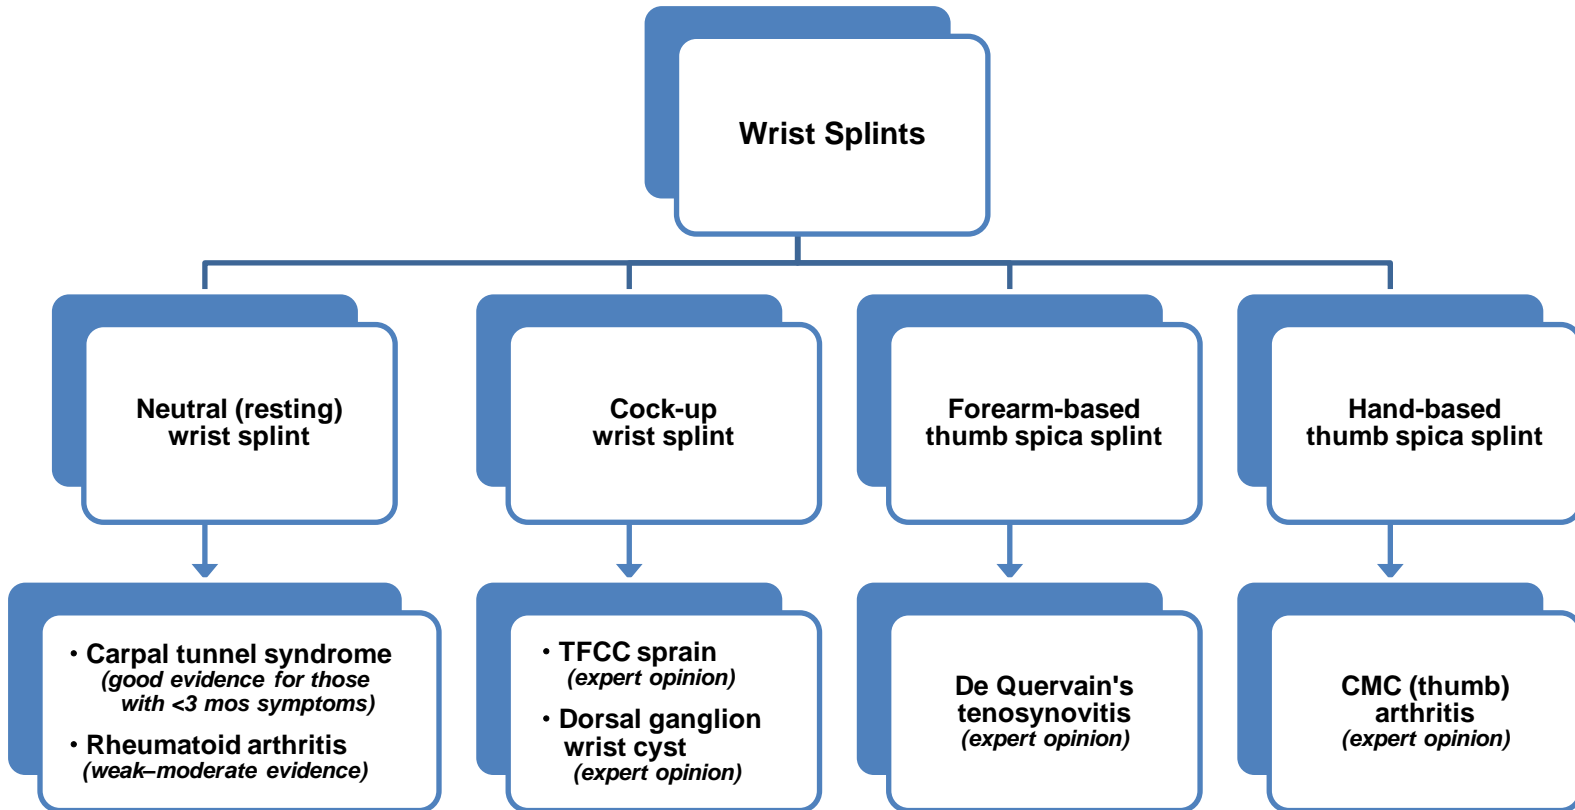 Wrist Splints
Neutral (resting)
wrist splint
Cock-up
wrist splint
Forearm-based
thumb spica splint
Hand-based
thumb spica splint
• Carpal tunnel syndrome
(good evidence for those
with <3 mos symptoms)
• Rheumatoid arthritis
(weak–moderate evidence)
• TFCC sprain
(expert opinion)
• Dorsal ganglion
wrist cyst
(expert opinion)
De Quervain's
tenosynovitis
(expert opinion)
CMC (thumb)
arthritis
(expert opinion)